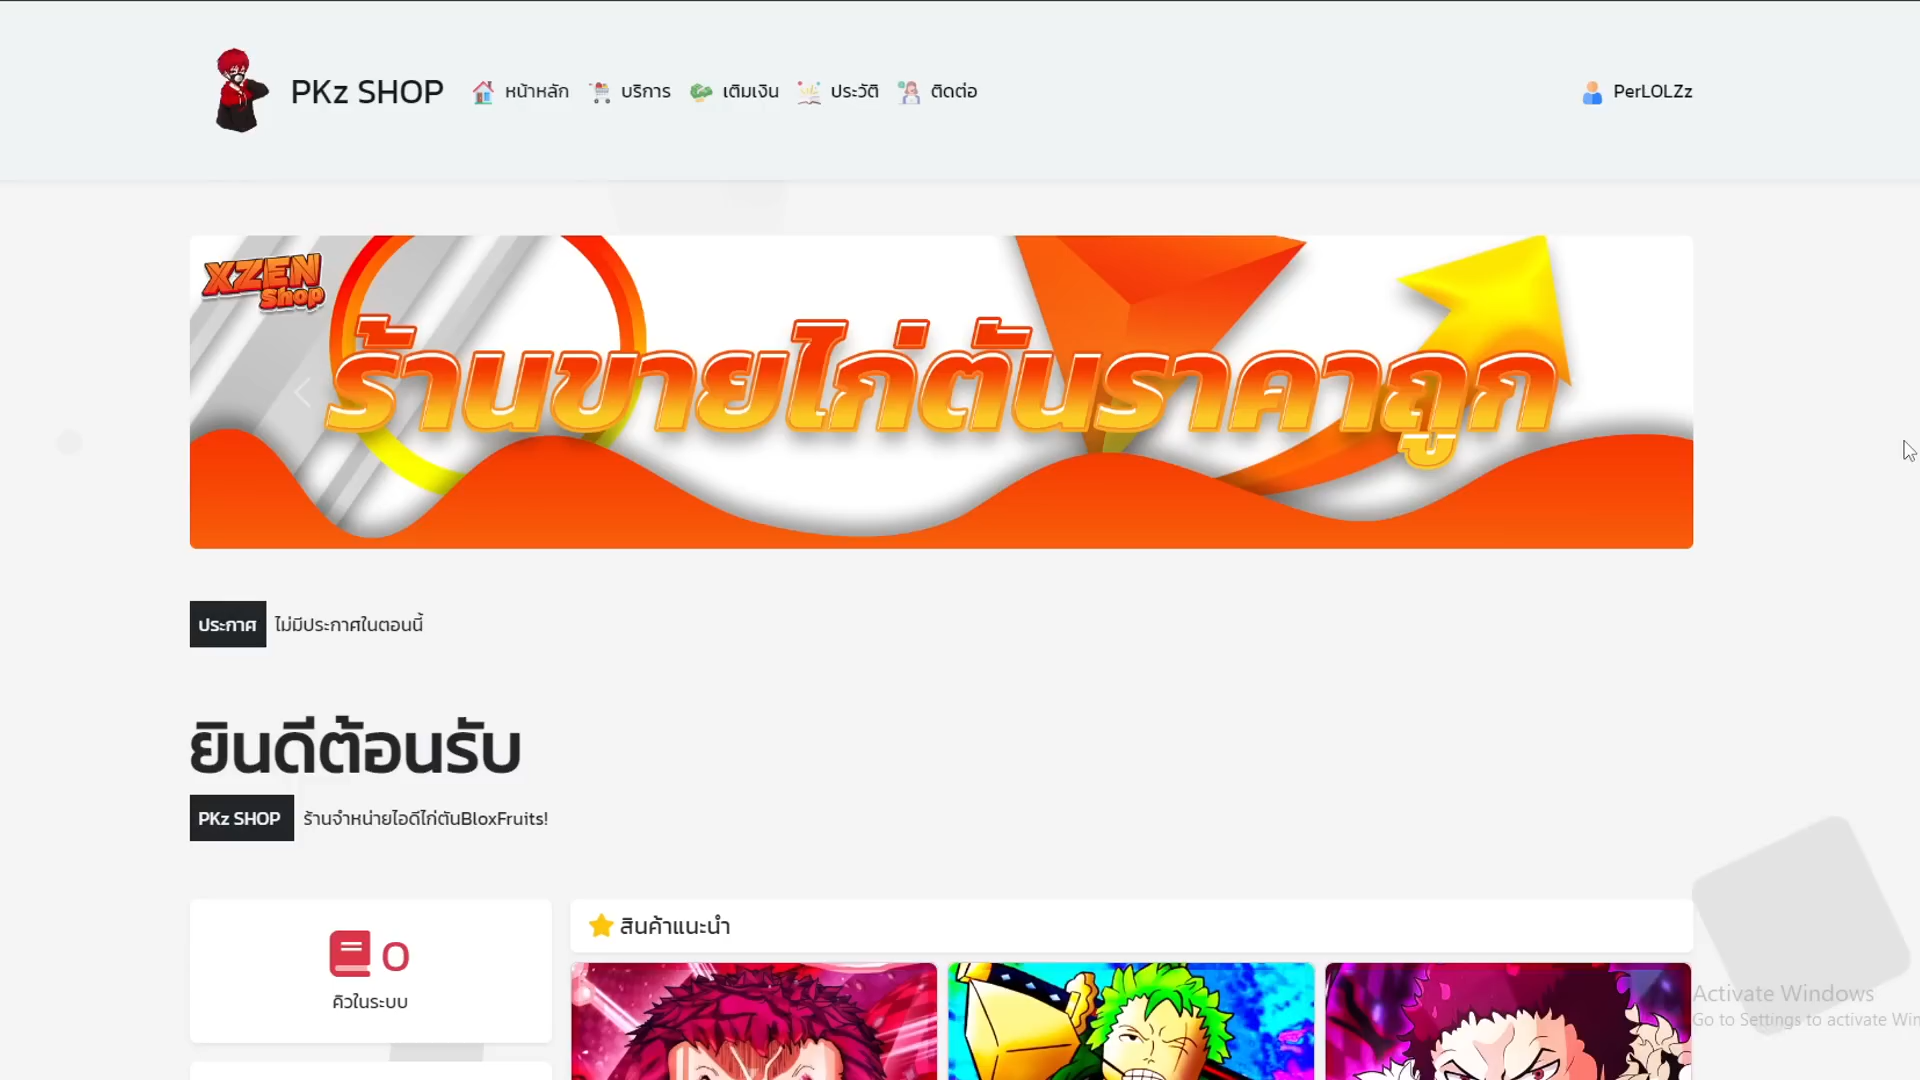 PKz SHOP หน้าหลัก บริการ เติมเงิน ประวัติ ติดต่อ PerLOLZz
XZEN
Shop
ร้านขายไก่ตันราคาถูก
ประกาศ ไม่มีประกาศในตอนนี้
ยินดีต้อนรับ
PKz SHOP ร้านจำหน่ายไอดีไก่ตันBloxFruits!
0
คิวในระบบ
สินค้าแนะนำ
Activate Windows
Go to Settings to activate Win